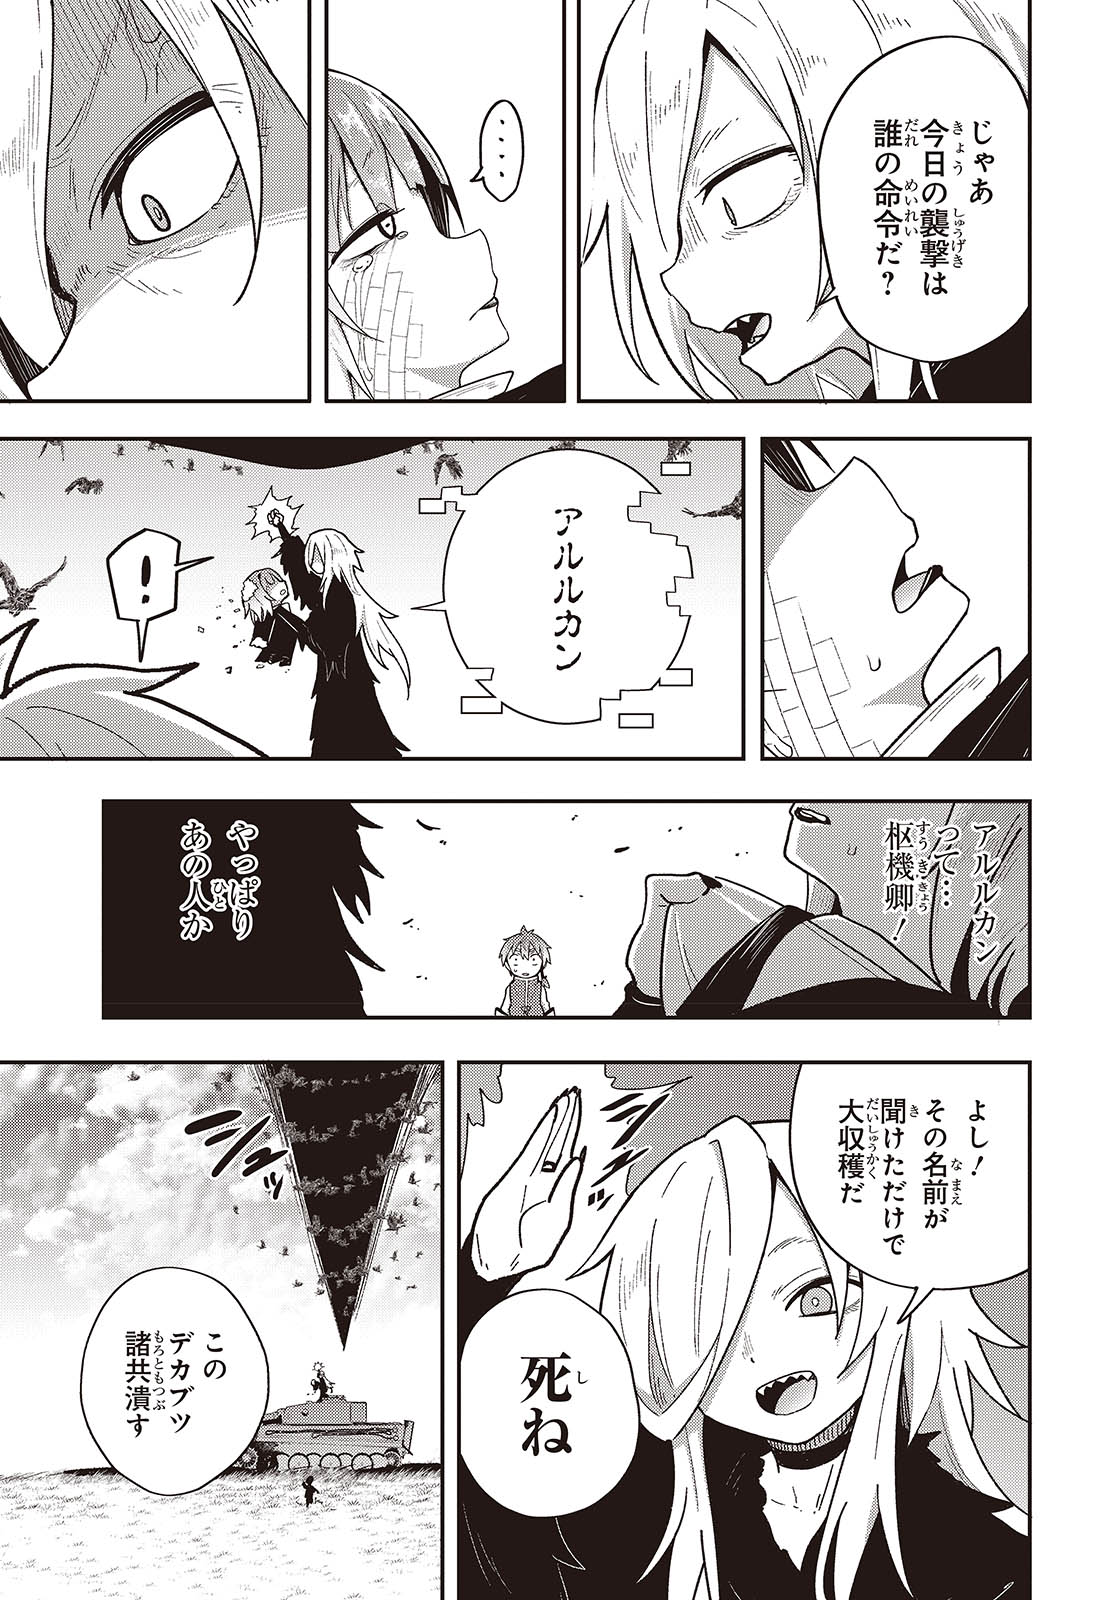 じゃあ
今日の襲撃は
誰の命令だ？
・・・・・
アルルカン
！
アルルカン
って…
枢機卿！
やっぱり
あの人か
よし！
その名前が
聞けただけで
大収穫だ
死ね
この
デカブツ
諸共潰す